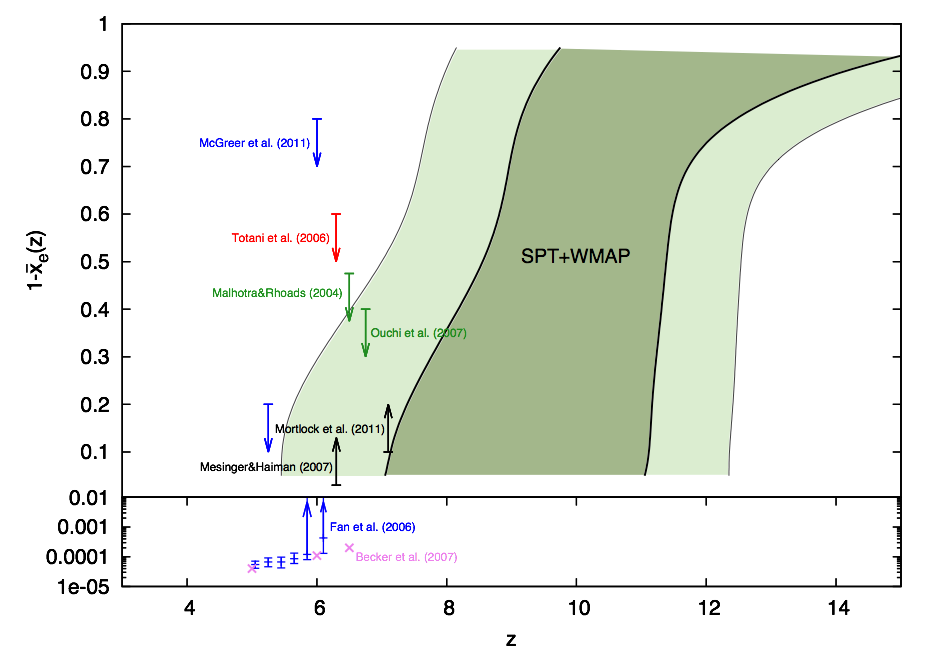 1
0.9
0.8
McGreer et al. (2011)
0.7
0.6
Totani et al. (2006)
1-x̄e(z)
0.5
SPT+WMAP
Malhotra&Rhoads (2004)
0.4
Ouchi et al. (2007)
0.3
0.2
Mortlock et al. (2011)
0.1
Mesinger&Haiman (2007)
0.01
0.001
Fan et al. (2006)
0.0001
Becker et al. (2007)
1e-05
4 6 8 10 12 14
z